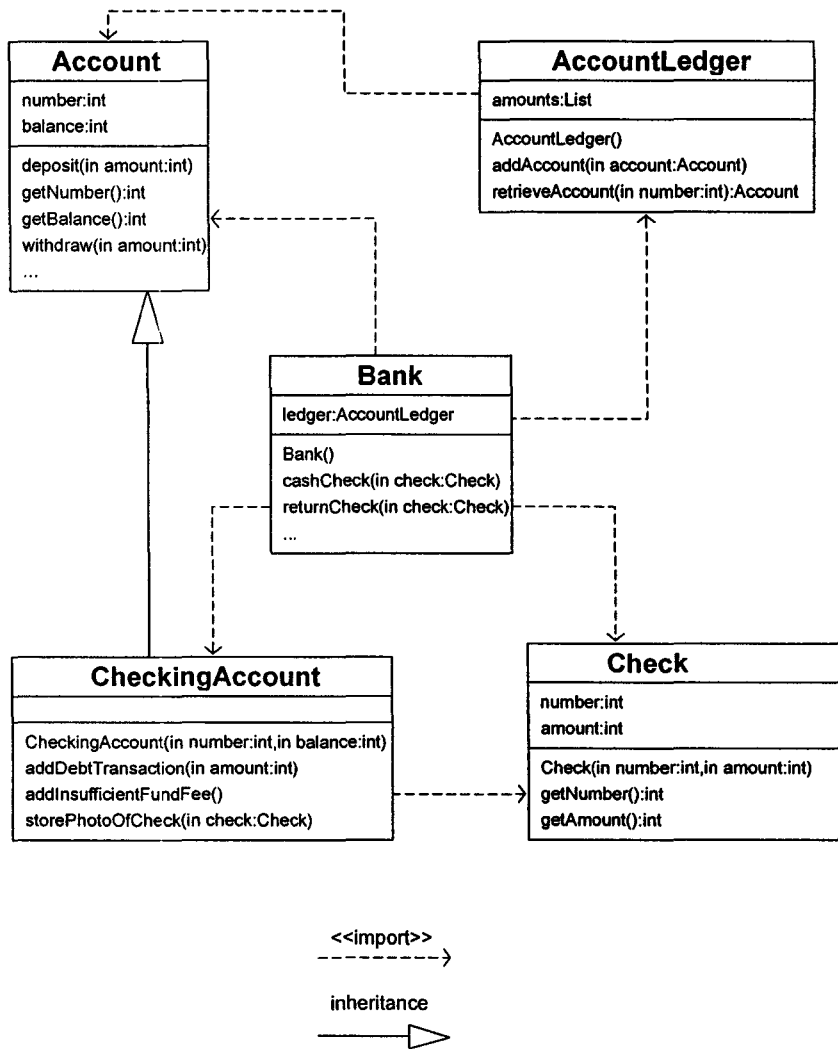 Account
number:int
balance:int
deposit(in amount:int)
getNumber():int
getBalance():int
withdraw(in amount:int)
...
AccountLedger
amounts:List
AccountLedger()
addAccount(in account:Account)
retrieveAccount(in number:int):Account
Bank
ledger:AccountLedger
Bank()
cashCheck(in check:Check)
returnCheck(in check:Check)
...
CheckingAccount
CheckingAccount(in number:int,in balance:int)
addDebtTransaction(in amount:int)
addInsufficientFundFee()
storePhotoOfCheck(in check:Check)
Check
number:int
amount:int
Check(in number:int,in amount:int)
getNumber():int
getAmount():int
<<import>>
inheritance